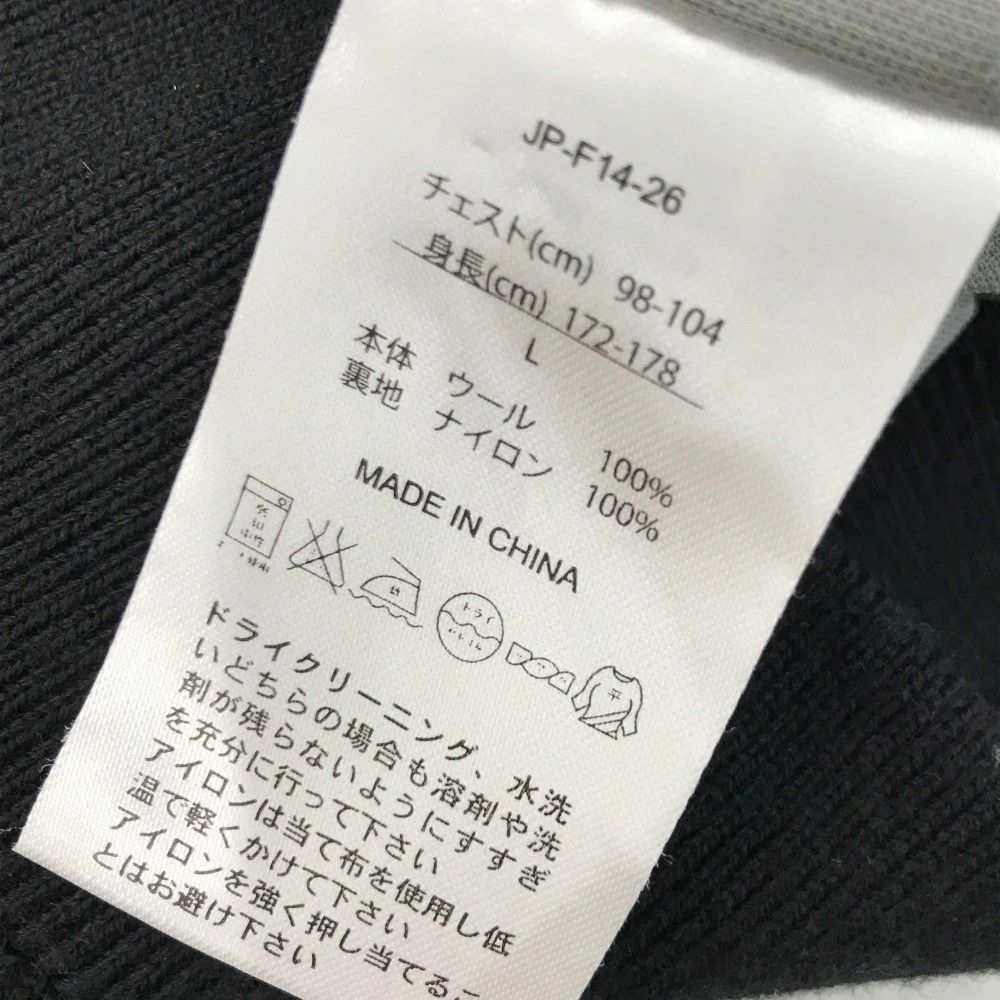 JP-F14-26
チェスト(cm) 98-104
身長(cm) 172-178
L
本体 ウール 100%
裏地 ナイロン 100%
MADE IN CHINA
ドライ
平
ドライクリーニング、水洗
いどちらの場合も溶剤や洗
剤が残らないようにすすぎ
を充分に行って下さい
アイロンは当て布を使用し低
温で軽くかけて下さい
アイロンを強く押し当てるこ
とはお避け下さい